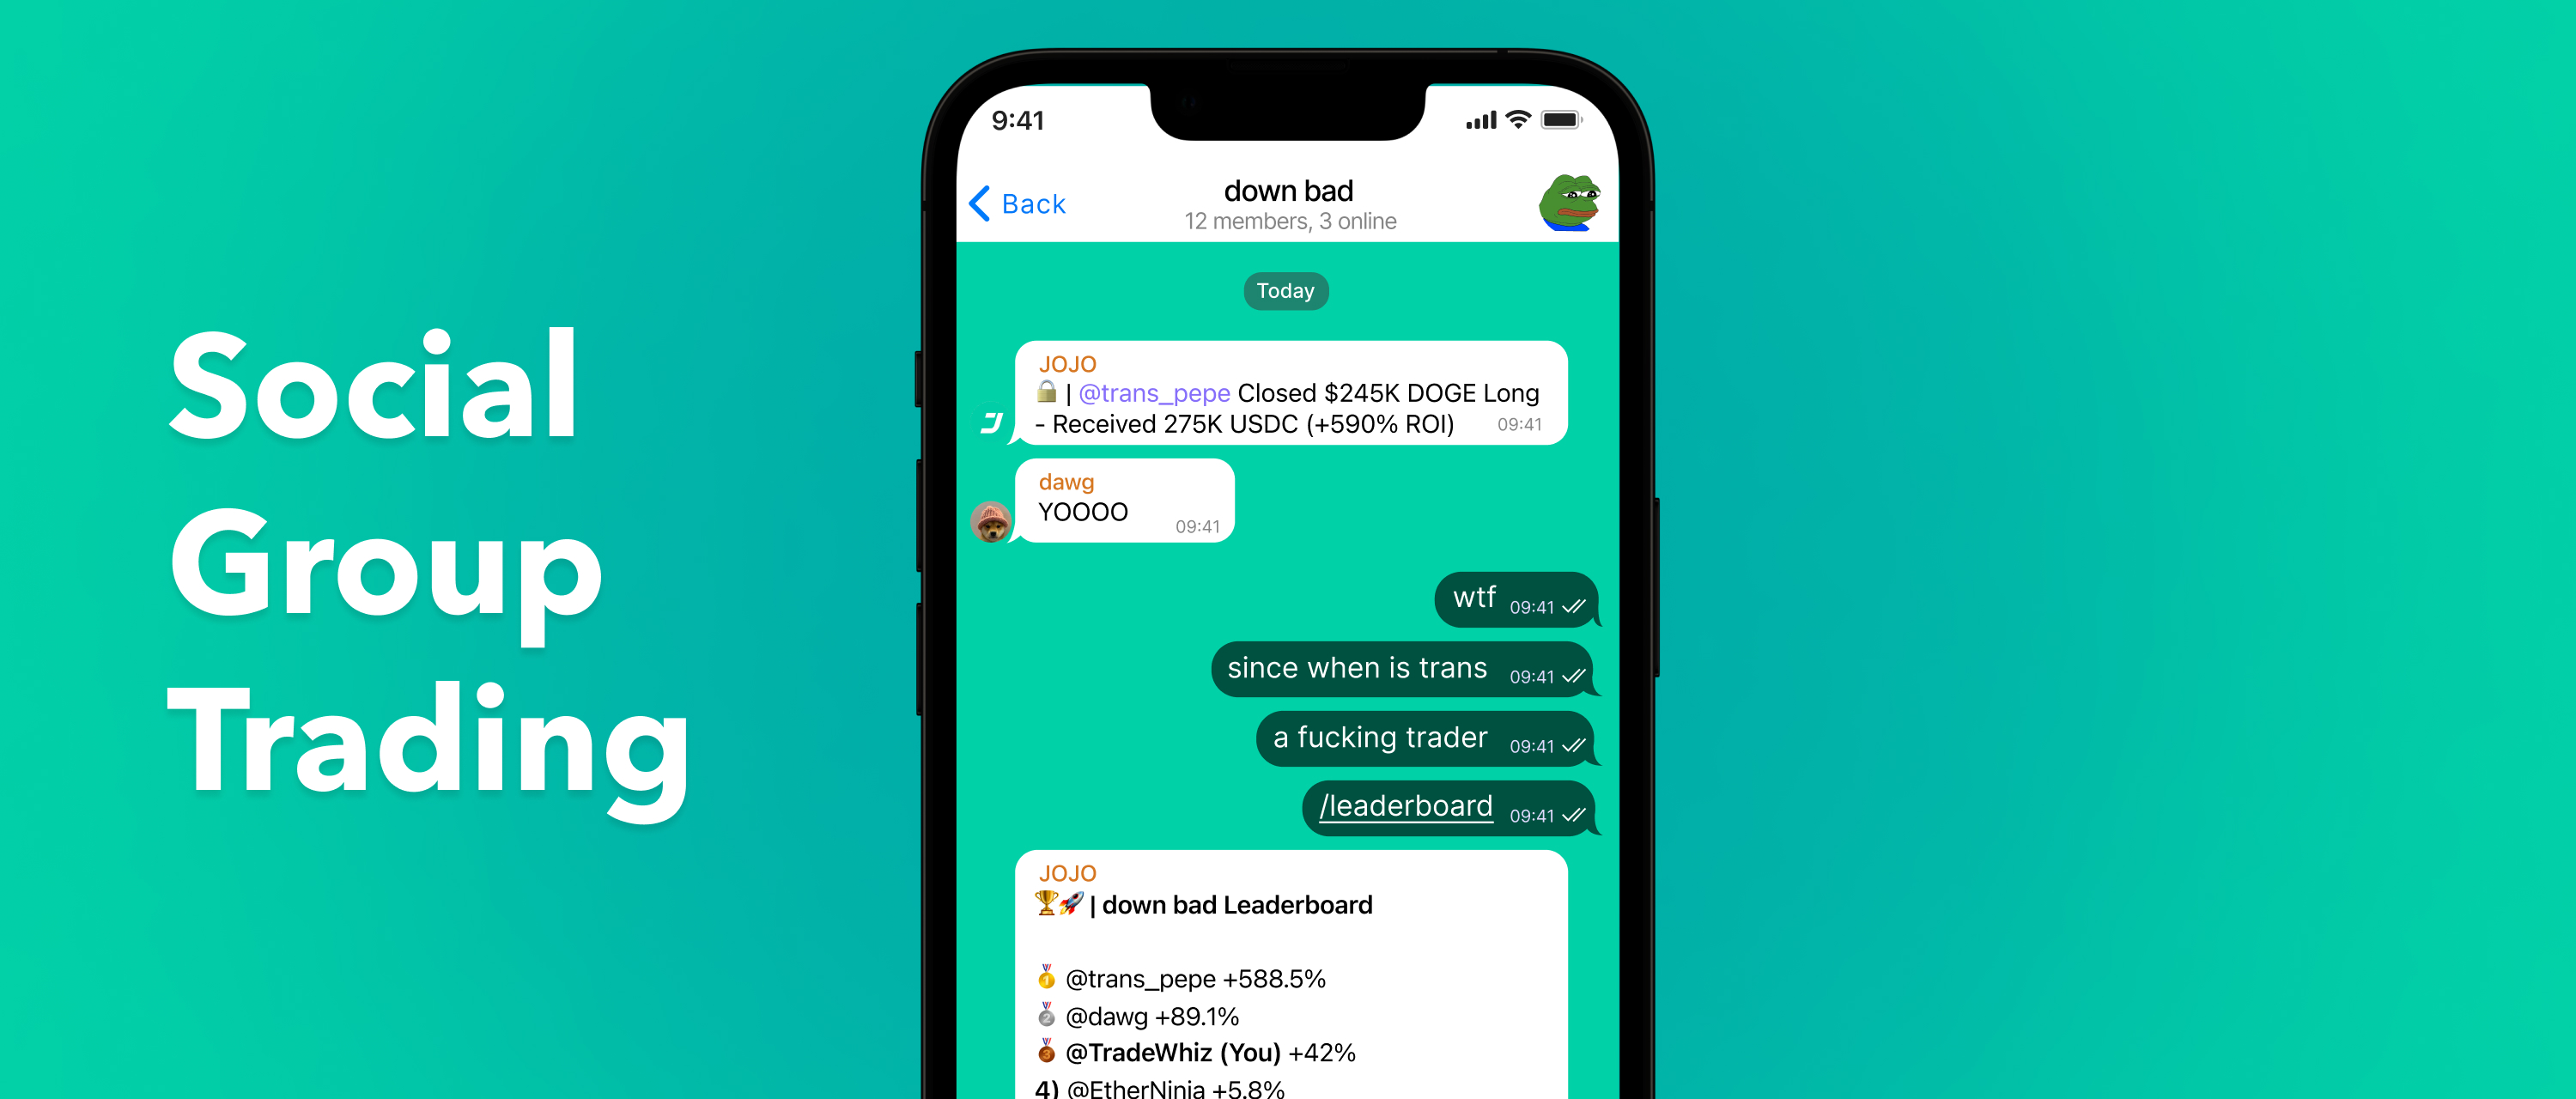 Social
Group
Trading
9:41
Back
down bad
12 members, 3 online
Today
JOJO
🔒 | @trans_pepe Closed $245K DOGE Long
- Received 275K USDC (+590% ROI) 09:41
dawg
YOOOO 09:41
wtf 09:41
since when is trans 09:41
a fucking trader 09:41
/leaderboard 09:41
JOJO
🏆🚀 | down bad Leaderboard
🥇 @trans_pepe +588.5%
🥈 @dawg +89.1%
🥉 @TradeWhiz (You) +42%
4) @EtherNinja +5.8%